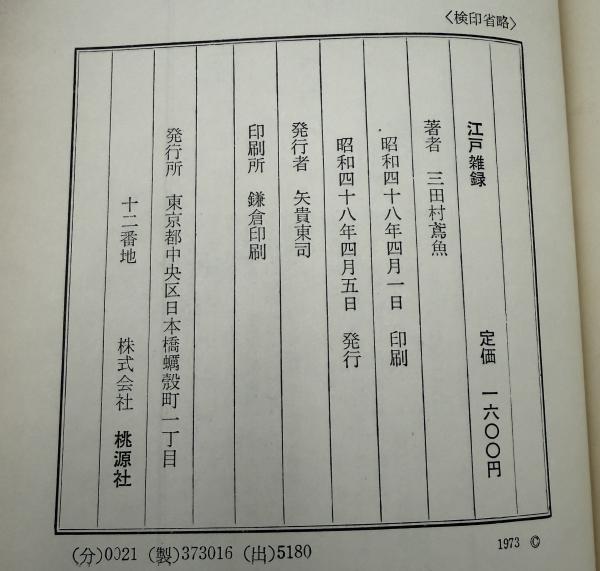 〈検印省略〉
江戸雑録 定価 一六〇〇円
著者 三田村鳶魚
昭和四十八年四月一日 印刷
昭和四十八年四月五日 発行
発行者 矢貴東司
印刷所 鎌倉印刷
発行所 東京都中央区日本橋蠣殻町一丁目
十二番地 株式会社 桃源社
(分)0021 (製)373016 (出)5180
1973 ©